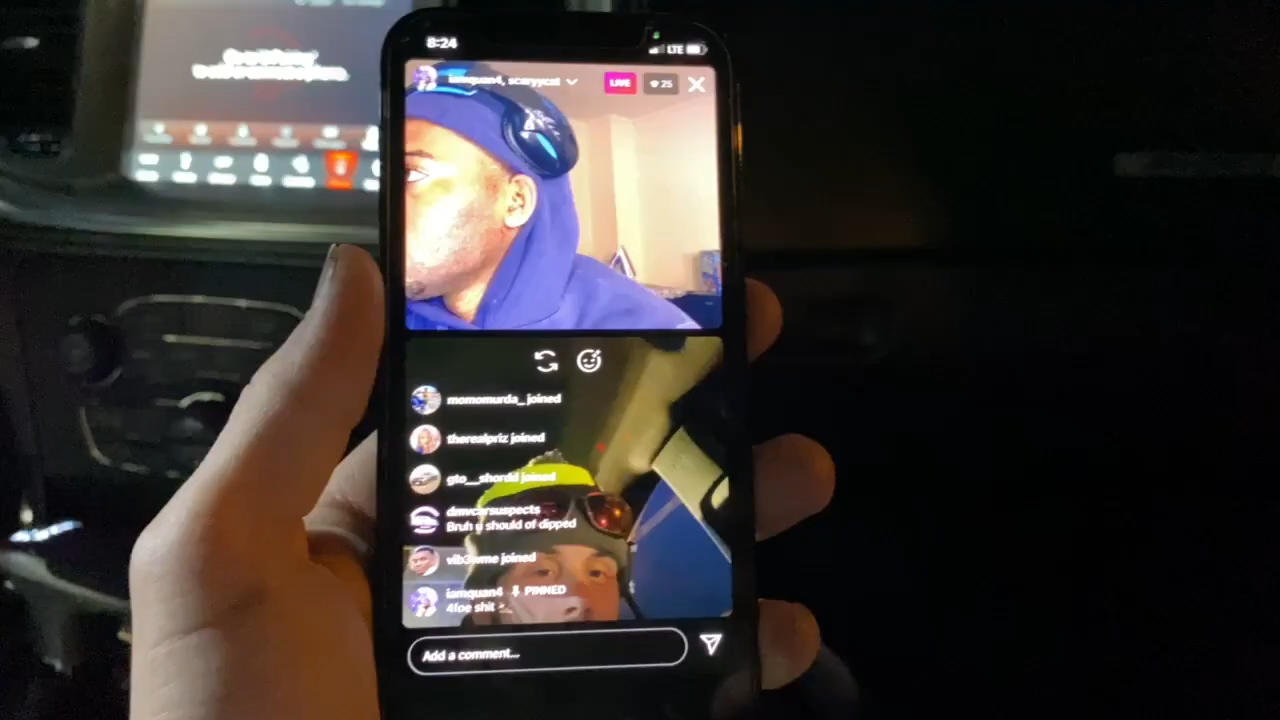 8:24
LTE
iamquan4, scaryycat
LIVE
25
momomurda_ joined
therealpriz joined
gto__shordd joined
dmvcarsuspects
Bruh u should of dipped
joined
iamquan4 PINNED
4foe shit
Add a comment...